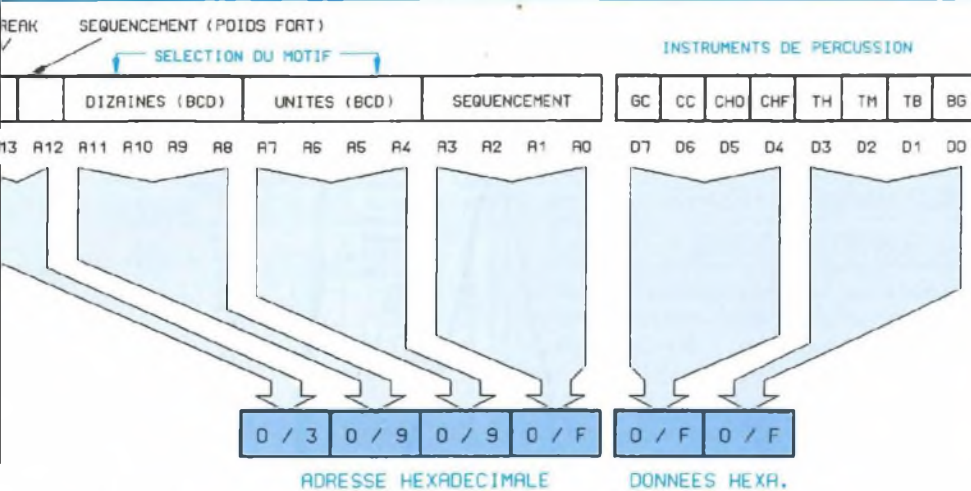 REAK SEQUENCEMENT (POIDS FORT)
SELECTION DU MOTIF
INSTRUMENTS DE PERCUSSION
DIZAINES (BCD) UNITES (BCD) SEQUENCEMENT GC CC CHO CHF TH TM TB BG
13 A12 A11 A10 A9 A8 A7 A6 A5 A4 A3 A2 A1 A0 D7 D6 D5 D4 D3 D2 D1 D0
0 / 3 0 / 9 0 / 9 0 / F 0 / F 0 / F
ADRESSE HEXADECIMALE DONNEES HEXA.